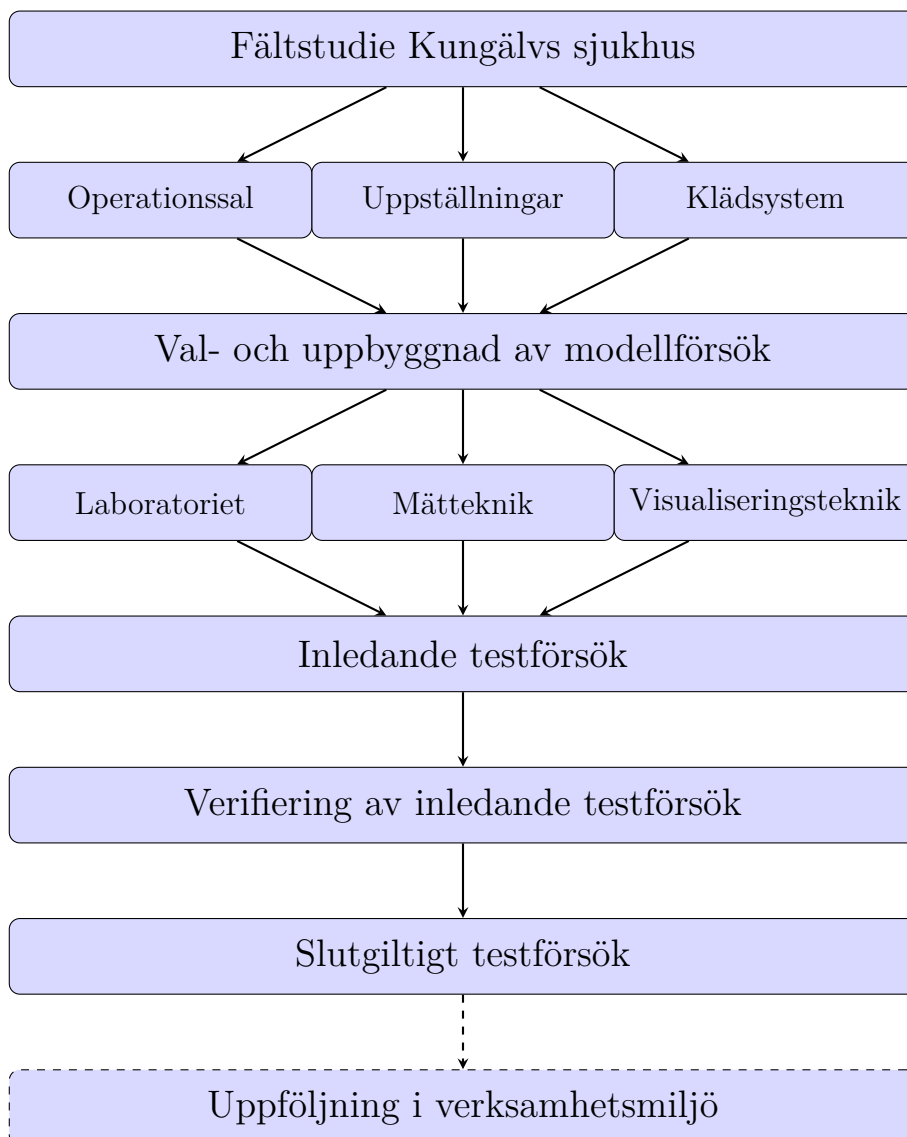 Fältstudie Kungälvs sjukhus
Operationssal
Uppställningar
Klädsystem
Val- och uppbyggnad av modellförsök
Laboratoriet
Mätteknik
Visualiseringsteknik
Inledande testförsök
Verifiering av inledande testförsök
Slutgiltigt testförsök
Uppföljning i verksamhetsmiljö